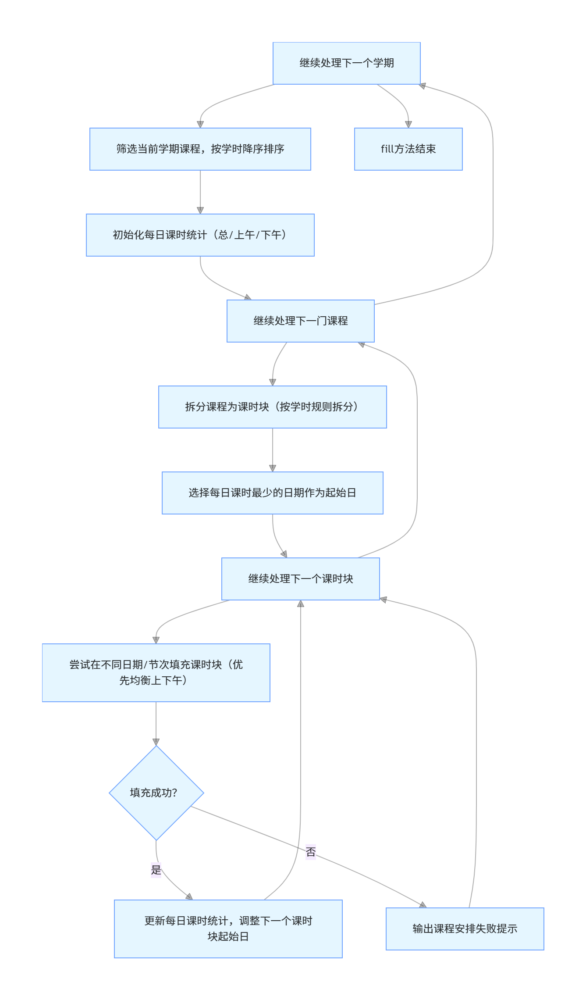 继续处理下一个学期
筛选当前学期课程，按学时降序排序
fill方法结束
初始化每日课时统计（总/上午/下午）
继续处理下一门课程
拆分课程为课时块（按学时规则拆分）
选择每日课时最少的日期作为起始日
继续处理下一个课时块
尝试在不同日期/节次填充课时块（优
先均衡上下午）
填充成功？
否
是
更新每日课时统计，调整下一个课时
块起始日
输出课程安排失败提示